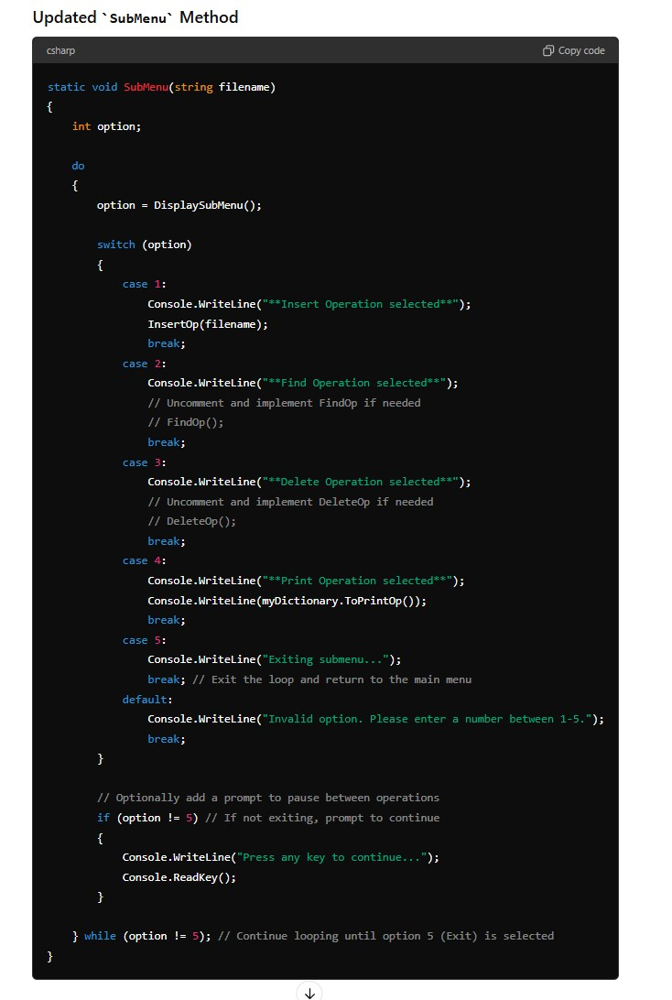 Updated `SubMenu` Method
csharp
Copy code
static void SubMenu(string filename)
{
    int option;

    do
    {
        option = DisplaySubMenu();

        switch (option)
        {
            case 1:
                Console.WriteLine("**Insert Operation selected**");
                InsertOp(filename);
                break;
            case 2:
                Console.WriteLine("**Find Operation selected**");
                // Uncomment and implement FindOp if needed
                // FindOp();
                break;
            case 3:
                Console.WriteLine("**Delete Operation selected**");
                // Uncomment and implement DeleteOp if needed
                // DeleteOp();
                break;
            case 4:
                Console.WriteLine("**Print Operation selected**");
                Console.WriteLine(myDictionary.ToPrintOp());
                break;
            case 5:
                Console.WriteLine("Exiting submenu...");
                break; // Exit the loop and return to the main menu
            default:
                Console.WriteLine("Invalid option. Please enter a number between 1-5.");
                break;
        }

        // Optionally add a prompt to pause between operations
        if (option != 5) // If not exiting, prompt to continue
        {
            Console.WriteLine("Press any key to continue...");
            Console.ReadKey();
        }

    } while (option != 5); // Continue looping until option 5 (Exit) is selected
}